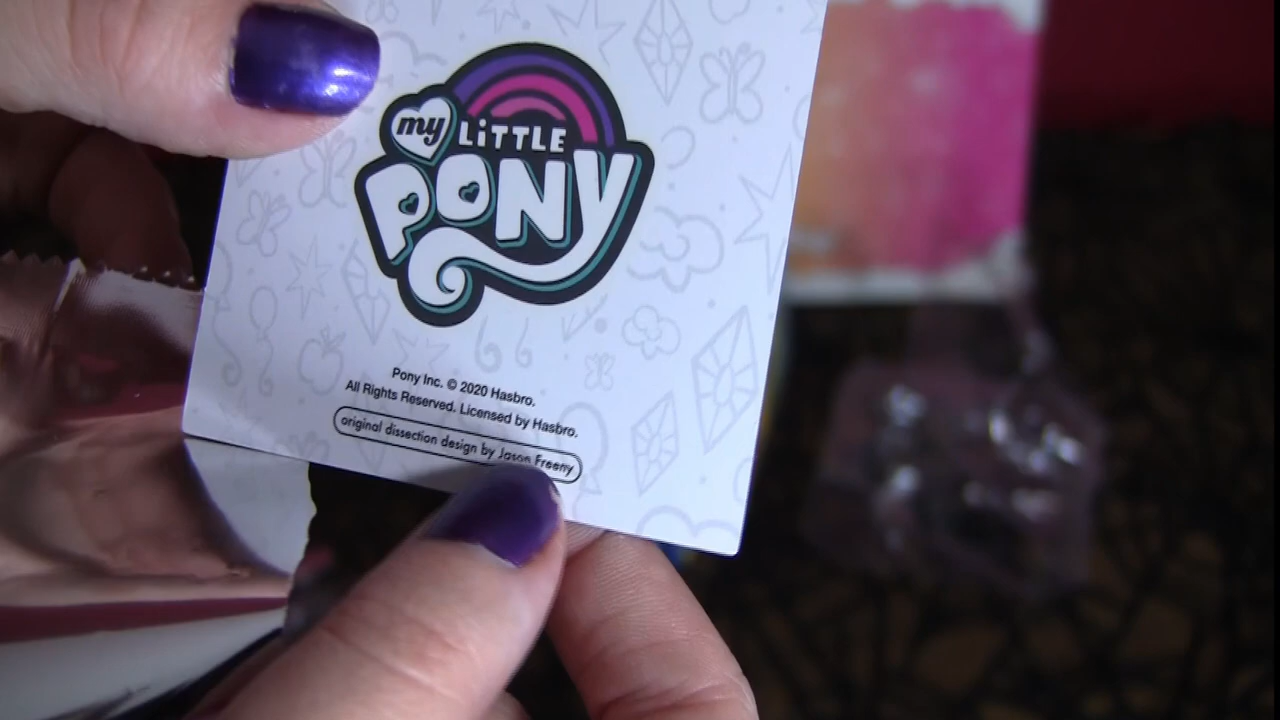 my LiTTLE
PONY
Pony Inc. © 2020 Hasbro.
All Rights Reserved. Licensed by Hasbro.
original dissection design by Jason Freeny